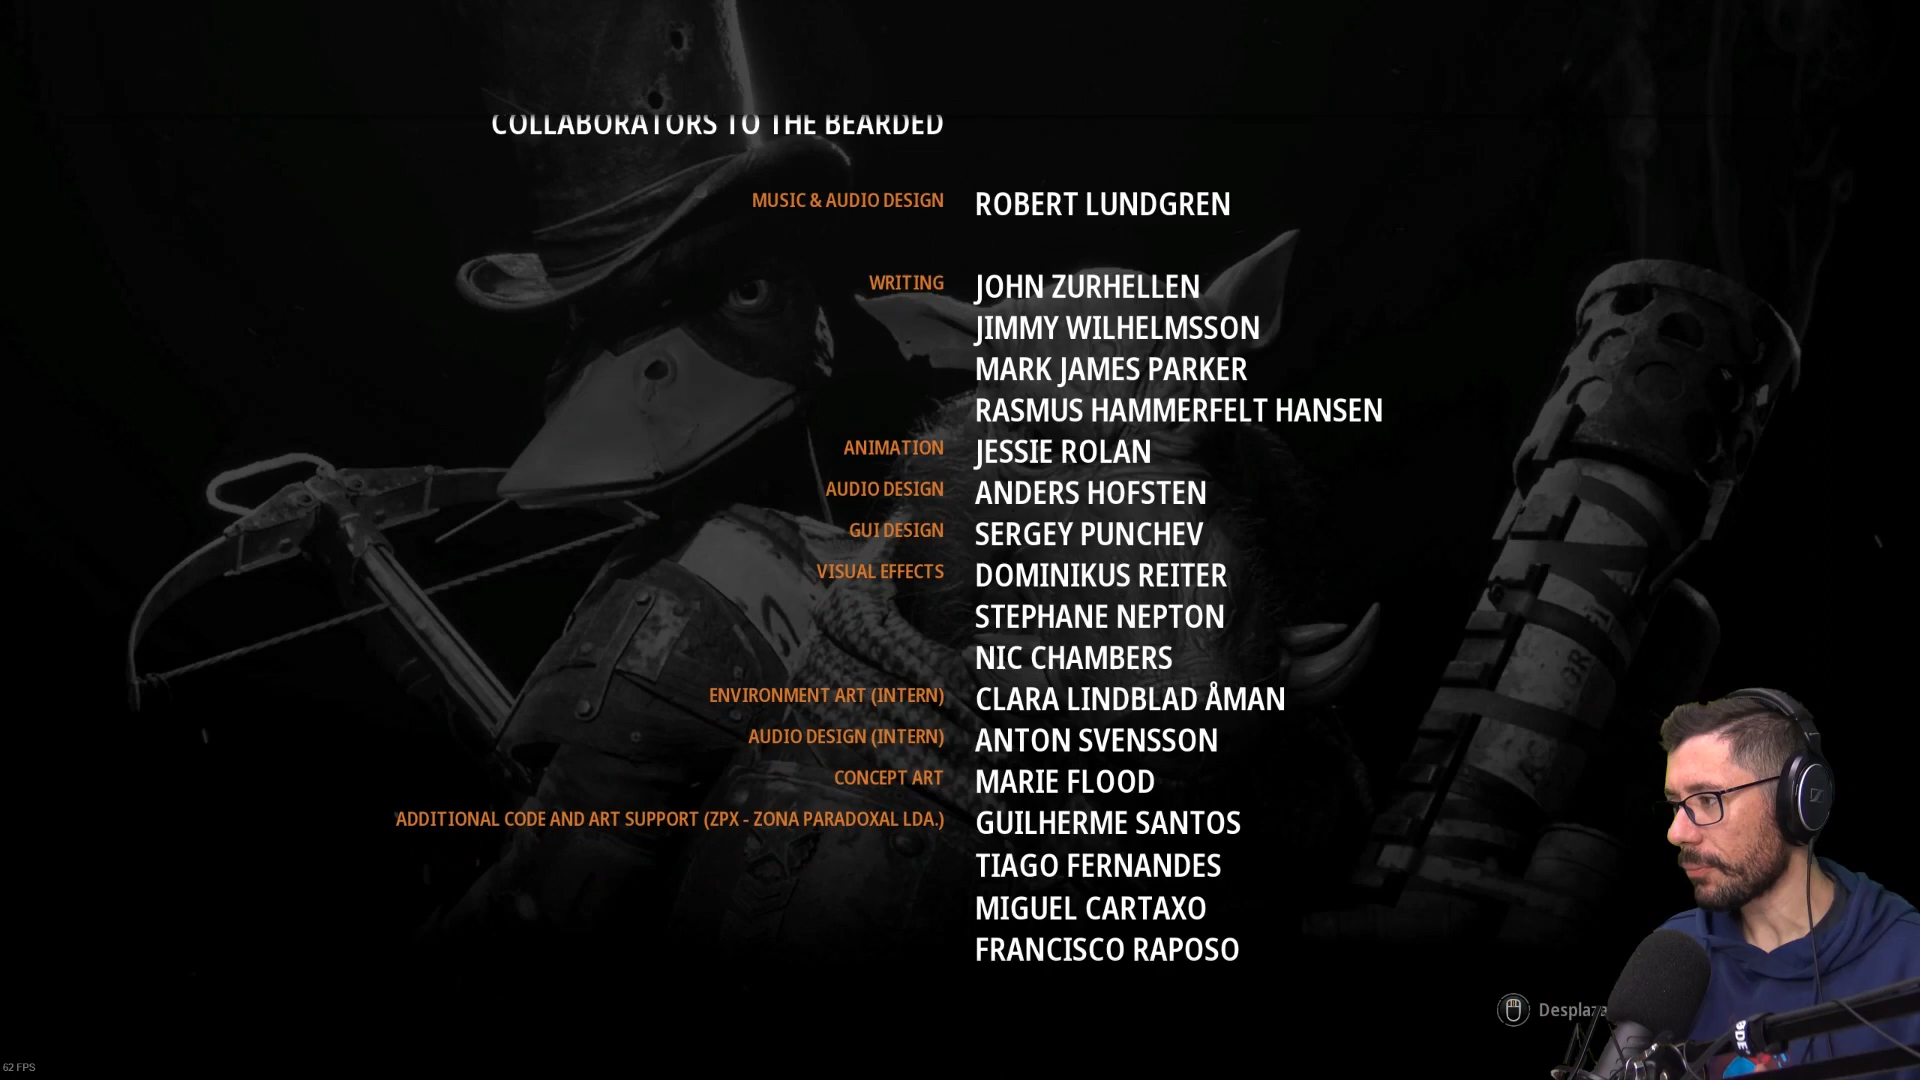 COLLABORATORS TO THE BEARDED
MUSIC & AUDIO DESIGN ROBERT LUNDGREN
WRITING JOHN ZURHELLEN
JIMMY WILHELMSSON
MARK JAMES PARKER
RASMUS HAMMERFELT HANSEN
ANIMATION JESSIE ROLAN
AUDIO DESIGN ANDERS HOFSTEN
GUI DESIGN SERGEY PUNCHEV
VISUAL EFFECTS DOMINIKUS REITER
STEPHANE NEPTON
NIC CHAMBERS
ENVIRONMENT ART (INTERN) CLARA LINDBLAD ÅMAN
AUDIO DESIGN (INTERN) ANTON SVENSSON
CONCEPT ART MARIE FLOOD
ADDITIONAL CODE AND ART SUPPORT (ZPX - ZONA PARADOXAL LDA.) GUILHERME SANTOS
TIAGO FERNANDES
MIGUEL CARTAXO
FRANCISCO RAPOSO
62 FPS